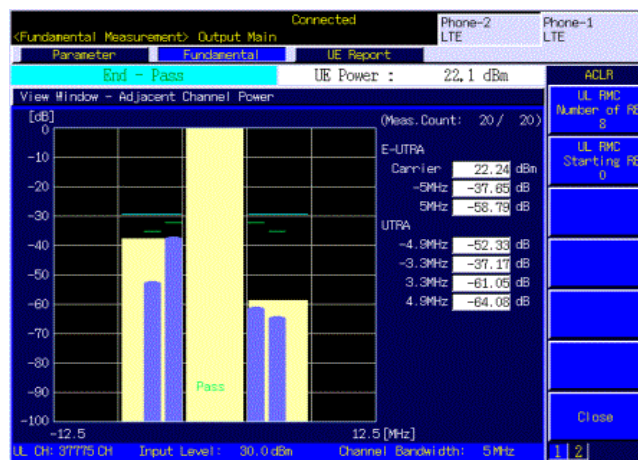 Connected
Phone-2
LTE
Phone-1
LTE
<Fundamental Measurement> Output Main
Parameter
Fundamental
UE Report
End - Pass
UE Power :
22.1 dBm
ACLR
View Window - Adjacent Channel Power
UL RMC
Number of RB
8
UL RMC
Starting RB
0
[dB]
(Meas.Count: 20/ 20)
0
-10
-20
-30
-40
-50
-60
-70
-80
-90
-100
E-UTRA
Carrier 22.24 dBm
-5MHz -37.65 dB
5MHz -58.79 dB
UTRA
-4.9MHz -52.33 dB
-3.3MHz -37.17 dB
3.3MHz -61.05 dB
4.9MHz -64.08 dB
Pass
-12.5
12.5 [MHz]
Close
UL CH: 37775 CH Input Level: 30.0 dBm Channel Bandwidth: 5 MHz
1 2